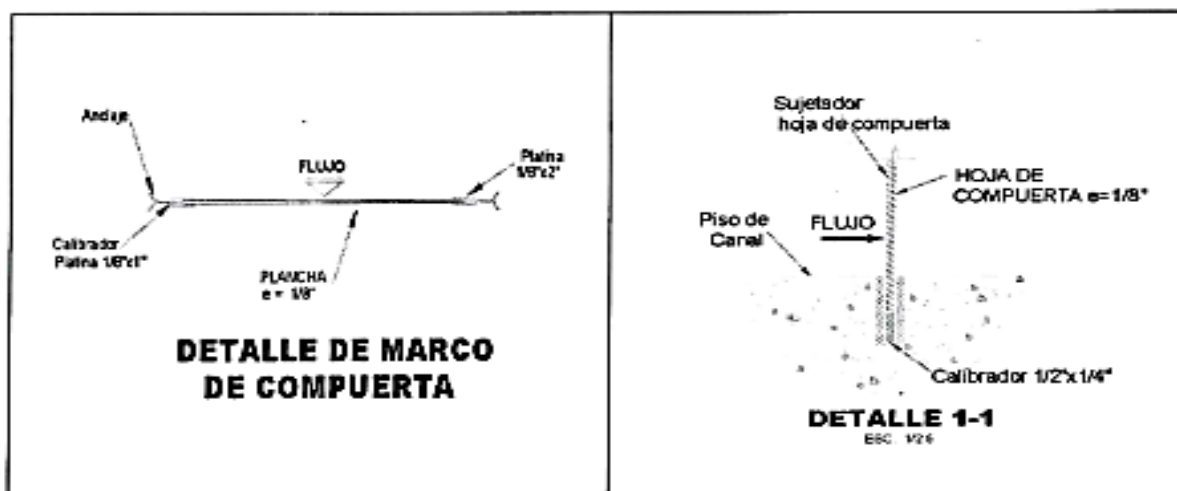 Anclaje
FLUJO
Platina
1/8"x2"
Calibrador
Platina 1/8"x1"
PLANCHA
e = 1/8"
DETALLE DE MARCO
DE COMPUERTA
Sujetador
hoja de compuerta
HOJA DE
COMPUERTA e=1/8"
Piso de
Canal
FLUJO
Calibrador 1/2"x1/4"
DETALLE 1-1
ESC.